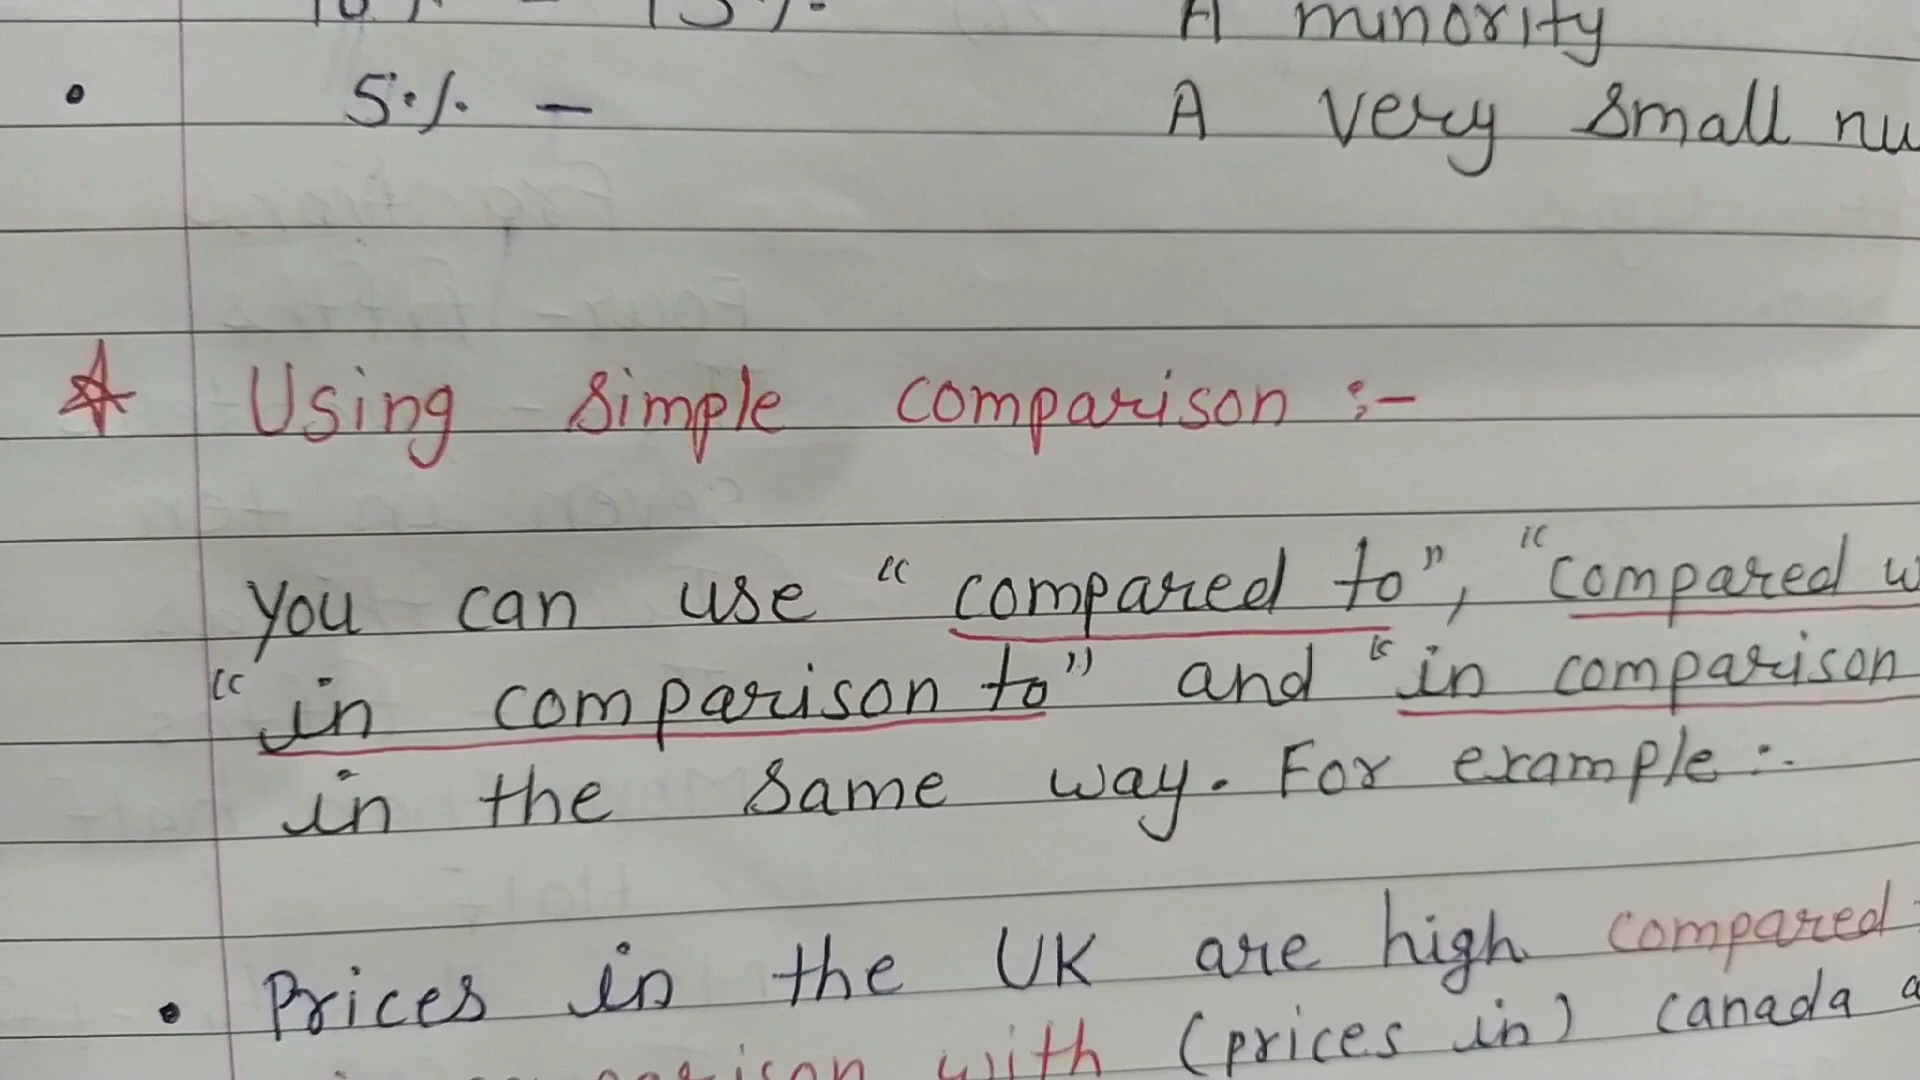 A minority
• 5% - A very small
☆ Using simple comparison :-
You can use "compared to", "compared
"in comparison to" and "in comparison
in the same way. For example :-
• Prices in the UK are high compared
with (prices in) Canada